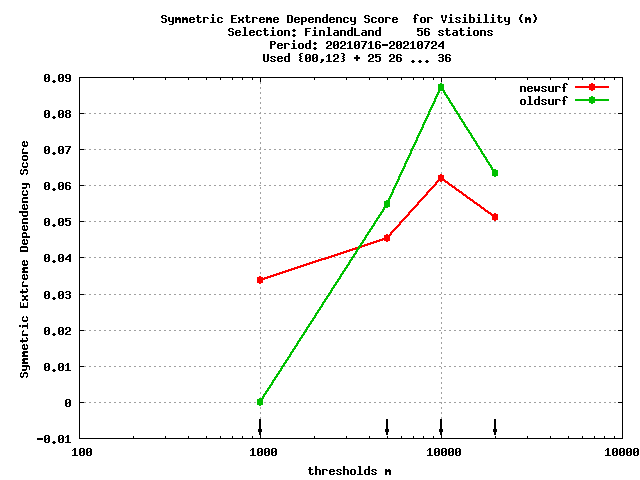 Symmetric Extreme Dependency Score  for Visibility (m)
Selection: FinlandLand     56 stations
Period: 20210716-20210724
Used {00,12} + 25 26 ... 36
newsurf
oldsurf
0.09
0.08
0.07
0.06
0.05
0.04
0.03
0.02
0.01
0
-0.01
Symmetric Extreme Dependency Score
100 1000 10000 10000
thresholds m